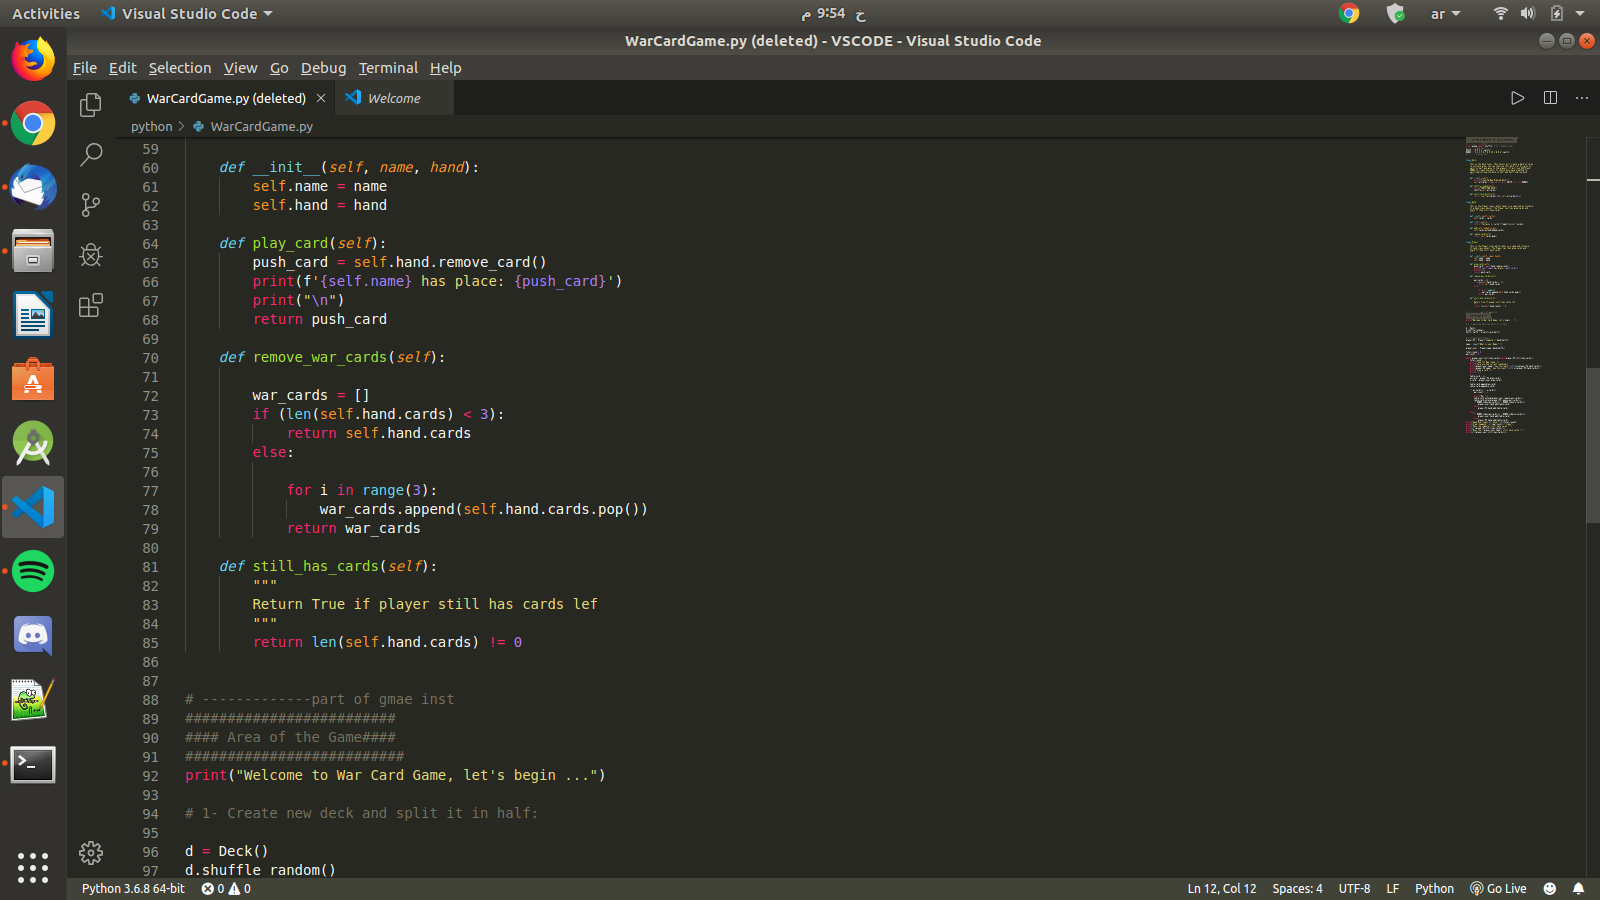 Activities
Visual Studio Code
خ 9:54 م
ar
WarCardGame.py (deleted) - VSCODE - Visual Studio Code
File Edit Selection View Go Debug Terminal Help
WarCardGame.py (deleted)
Welcome
python > WarCardGame.py
59
60 def __init__(self, name, hand):
61 self.name = name
62 self.hand = hand
63
64 def play_card(self):
65 push_card = self.hand.remove_card()
66 print(f'{self.name} has place: {push_card}')
67 print("\n")
68 return push_card
69
70 def remove_war_cards(self):
71
72 war_cards = []
73 if (len(self.hand.cards) < 3):
74 return self.hand.cards
75 else:
76
77 for i in range(3):
78 war_cards.append(self.hand.cards.pop())
79 return war_cards
80
81 def still_has_cards(self):
82 """
83 Return True if player still has cards lef
84 """
85 return len(self.hand.cards) != 0
86
87
88 # -------------part of gmae inst
89 #########################
90 #### Area of the Game####
91 ##########################
92 print("Welcome to War Card Game, let's begin ...")
93
94 # 1- Create new deck and split it in half:
95
96 d = Deck()
97 d.shuffle_random()
Python 3.6.8 64-bit 0 0
Ln 12, Col 12 Spaces: 4 UTF-8 LF Python Go Live